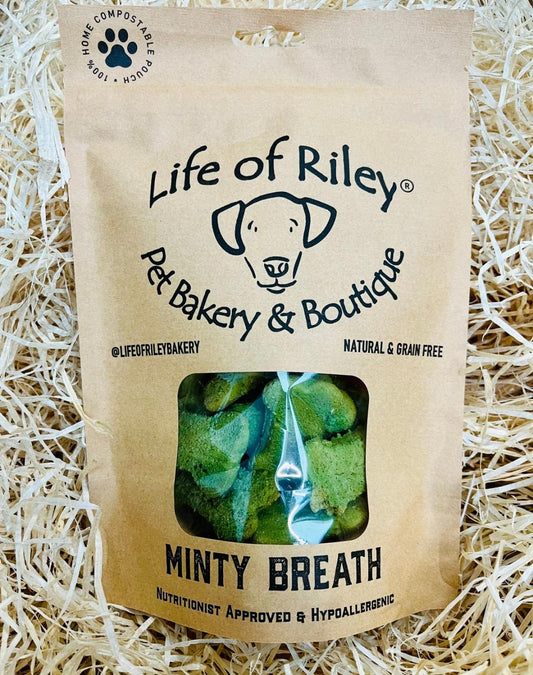 100% HOME COMPOSTABLE POUCH •
Life of Riley®
Pet Bakery & Boutique
@LIFEOFRILEYBAKERY
NATURAL & GRAIN FREE
MINTY BREATH
NUTRITIONIST APPROVED & HYPOALLERGENIC